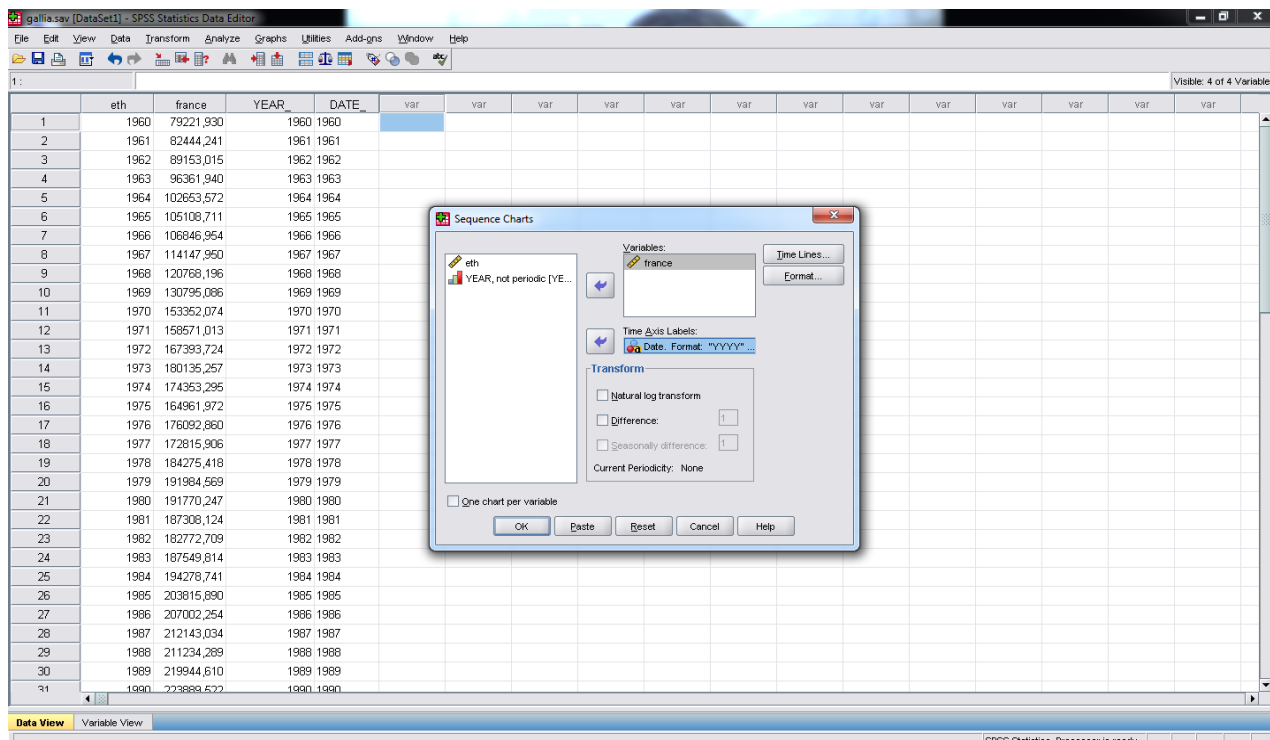 gallia.sav [DataSet1] - SPSS Statistics Data Editor
File Edit View Data Transform Analyze Graphs Utilities Add-ons Window Help
1 :
Visible: 4 of 4 Variable
eth france YEAR_ DATE_ var var var var var var var var var var var var var
1 1960 79221,930 1960 1960
2 1961 82444,241 1961 1961
3 1962 89153,015 1962 1962
4 1963 96361,940 1963 1963
5 1964 102653,572 1964 1964
6 1965 105108,711 1965 1965
7 1966 106846,954 1966 1966
8 1967 114147,950 1967 1967
9 1968 120768,196 1968 1968
10 1969 130795,086 1969 1969
11 1970 153352,074 1970 1970
12 1971 158571,013 1971 1971
13 1972 167393,724 1972 1972
14 1973 180135,257 1973 1973
15 1974 174353,295 1974 1974
16 1975 164961,972 1975 1975
17 1976 176092,860 1976 1976
18 1977 172815,906 1977 1977
19 1978 184275,418 1978 1978
20 1979 191984,569 1979 1979
21 1980 191770,247 1980 1980
22 1981 187308,124 1981 1981
23 1982 182772,709 1982 1982
24 1983 187549,814 1983 1983
25 1984 194278,741 1984 1984
26 1985 203815,890 1985 1985
27 1986 207002,254 1986 1986
28 1987 212143,034 1987 1987
29 1988 211234,289 1988 1988
30 1989 219944,610 1989 1989
31 1990 223889,522 1990 1990
Sequence Charts
eth
YEAR, not periodic [YE...
Variables:
france
Time Lines...
Format...
Time Axis Labels:
Date. Format: "YYYY" ...
Transform
Natural log transform
Difference: 1
Seasonally difference: 1
Current Periodicity: None
One chart per variable
OK Paste Reset Cancel Help
Data View Variable View
SPSS Statistics Processor is ready